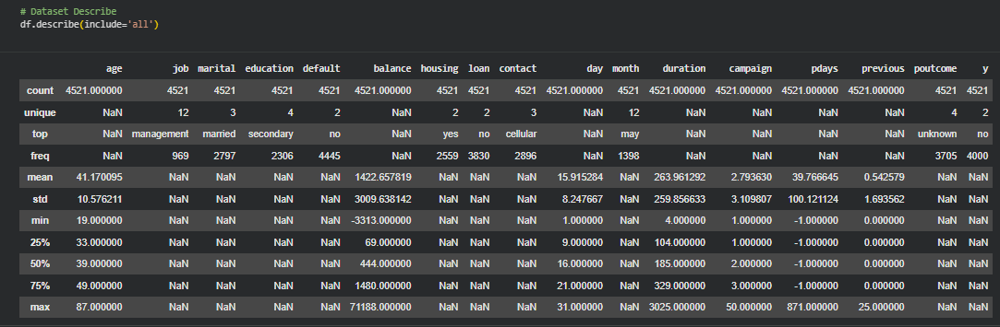 # Dataset Describe
df.describe(include='all')
age job marital education default balance housing loan contact day month duration campaign pdays previous poutcome y
count 4521.000000 4521 4521 4521 4521 4521.000000 4521 4521 4521 4521.000000 4521 4521.000000 4521.000000 4521.000000 4521.000000 4521 4521
unique NaN 12 3 4 2 NaN 2 2 3 NaN 12 NaN NaN NaN NaN 4 2
top NaN management married secondary no NaN yes no cellular NaN may NaN NaN NaN NaN unknown no
freq NaN 969 2797 2306 4445 NaN 2559 3830 2896 NaN 1398 NaN NaN NaN NaN 3705 4000
mean 41.170095 NaN NaN NaN NaN 1422.657819 NaN NaN NaN 15.915284 NaN 263.961292 2.793630 39.766645 0.542579 NaN NaN
std 10.576211 NaN NaN NaN NaN 3009.638142 NaN NaN NaN 8.247667 NaN 259.856633 3.109807 100.121124 1.693562 NaN NaN
min 19.000000 NaN NaN NaN NaN -3313.000000 NaN NaN NaN 1.000000 NaN 4.000000 1.000000 -1.000000 0.000000 NaN NaN
25% 33.000000 NaN NaN NaN NaN 69.000000 NaN NaN NaN 9.000000 NaN 104.000000 1.000000 -1.000000 0.000000 NaN NaN
50% 39.000000 NaN NaN NaN NaN 444.000000 NaN NaN NaN 16.000000 NaN 185.000000 2.000000 -1.000000 0.000000 NaN NaN
75% 49.000000 NaN NaN NaN NaN 1480.000000 NaN NaN NaN 21.000000 NaN 329.000000 3.000000 -1.000000 0.000000 NaN NaN
max 87.000000 NaN NaN NaN NaN 71188.000000 NaN NaN NaN 31.000000 NaN 3025.000000 50.000000 871.000000 25.000000 NaN NaN